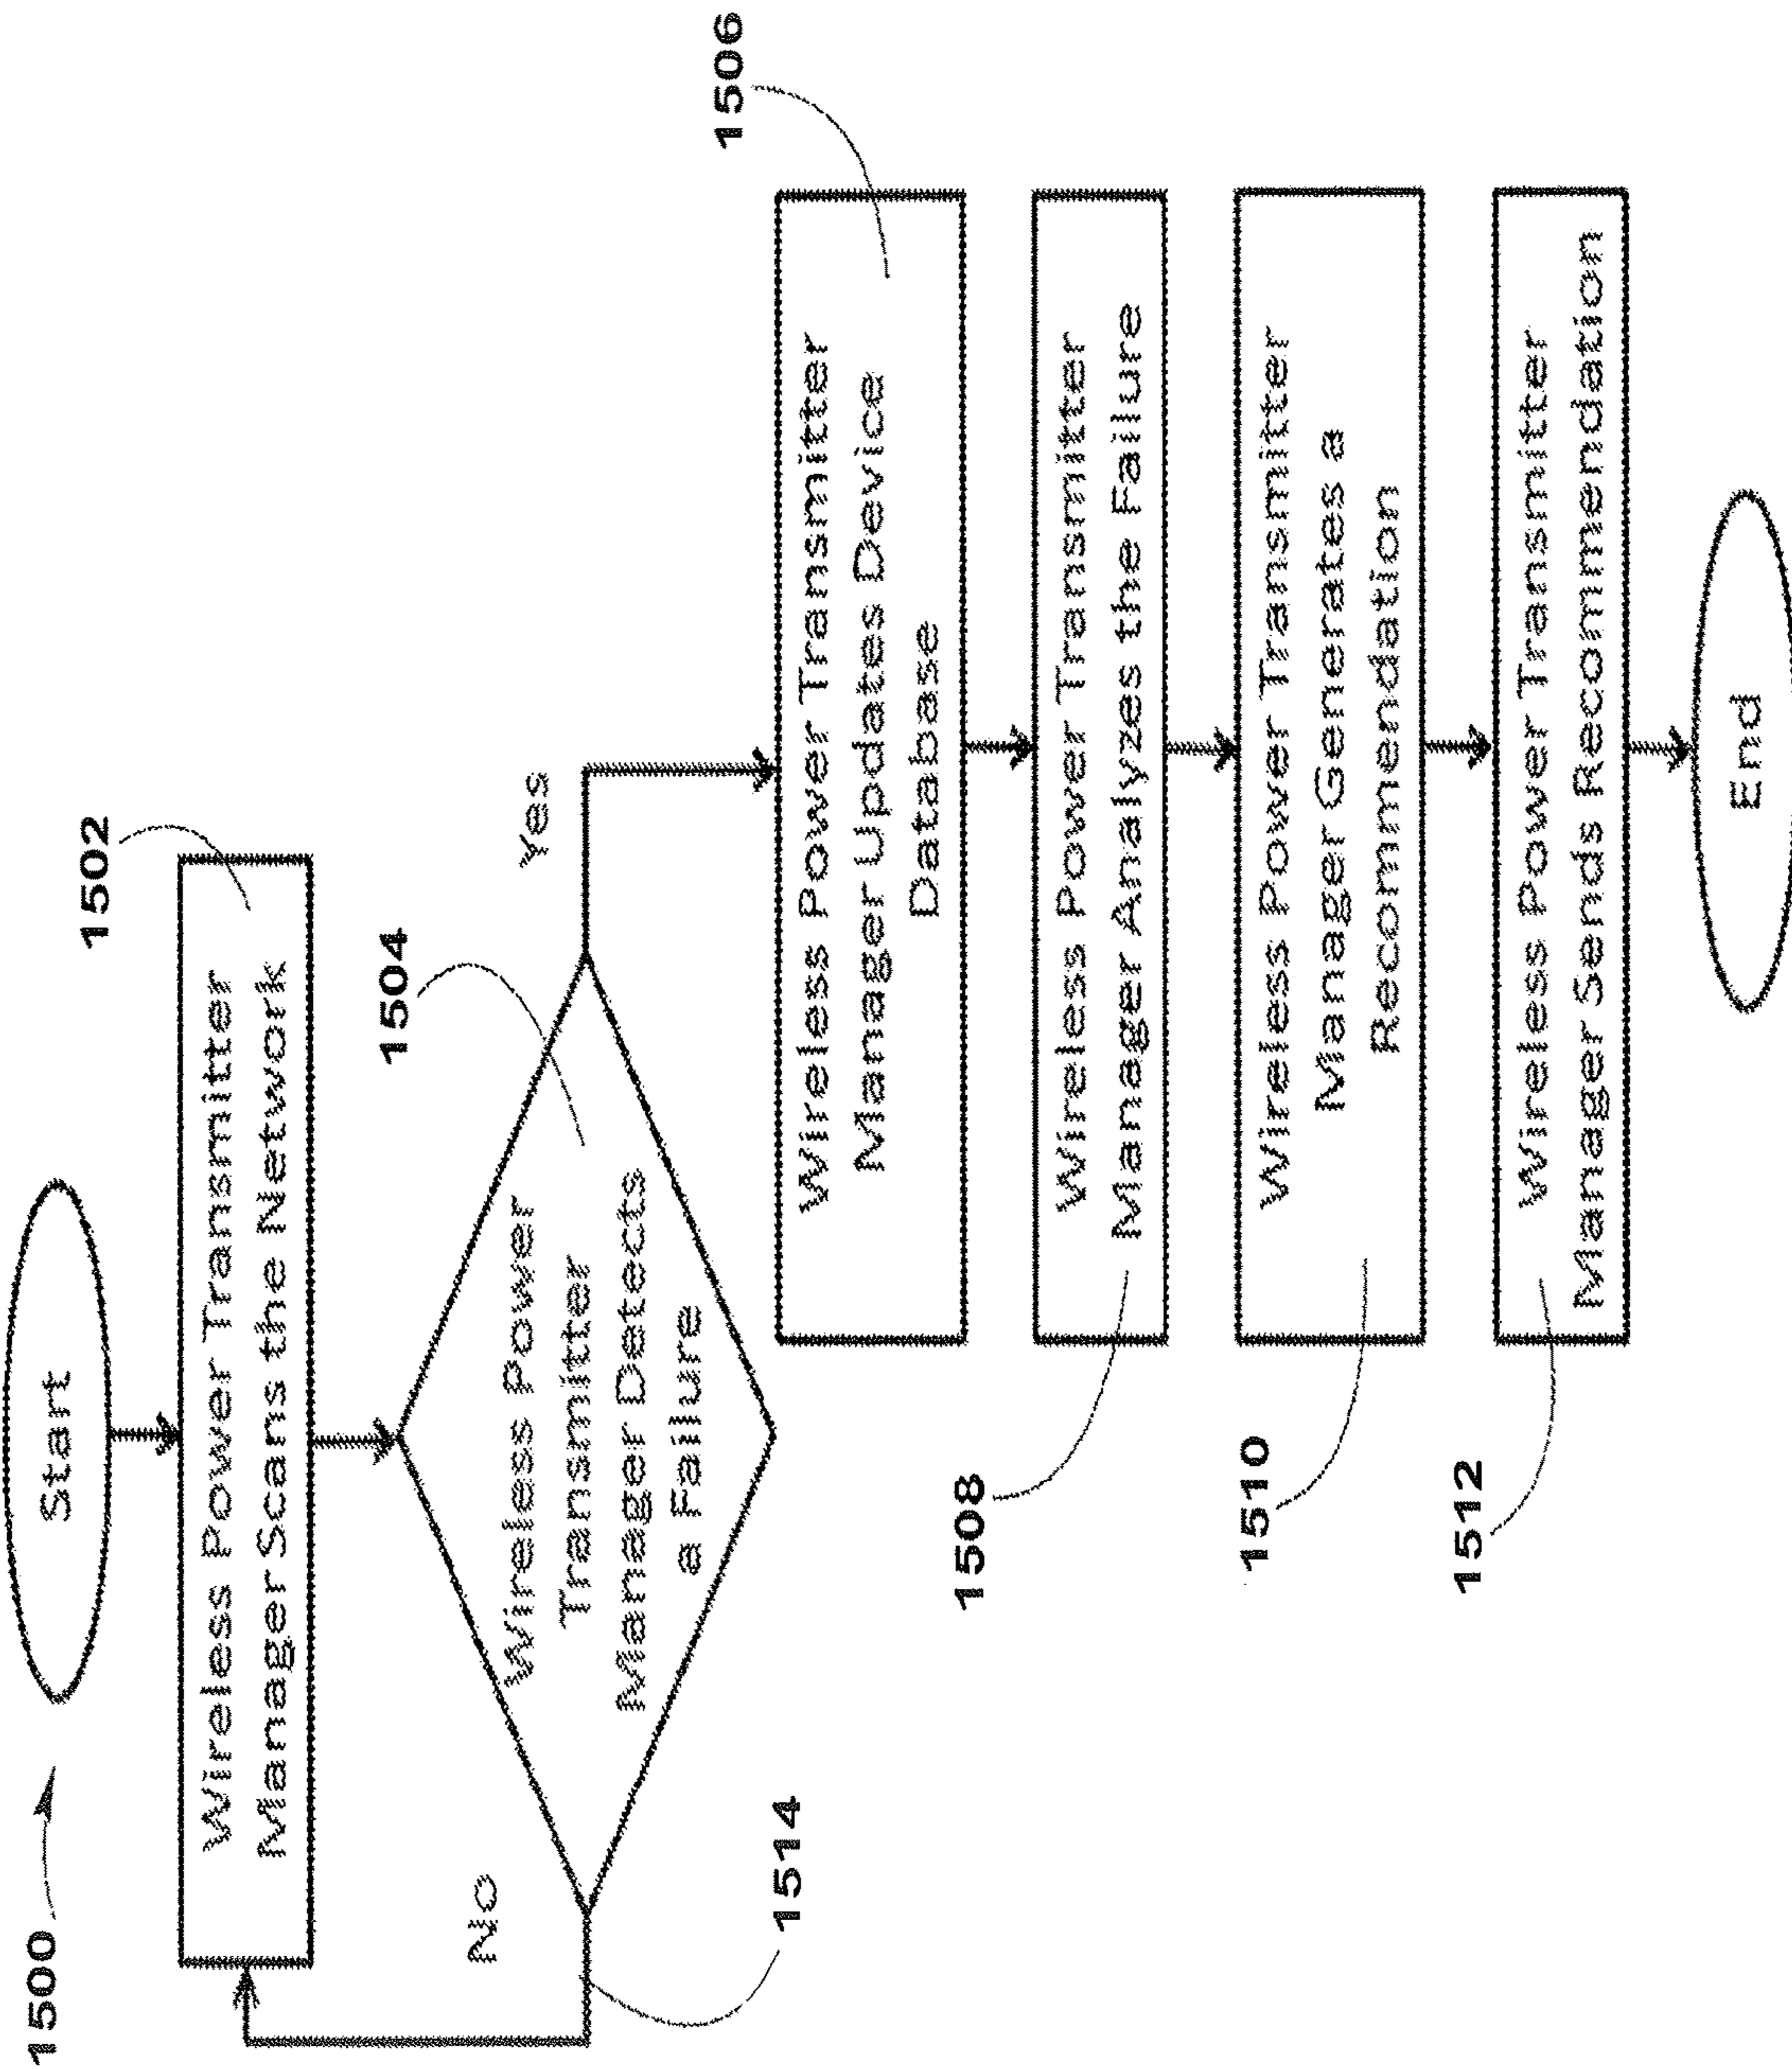 1500
Start
1502
Wireless Power Transmitter
Manager Scans the Network
1504
No
Yes
Wireless Power
Transmitter
Manager Detects
a Failure
1514
1506
Wireless Power Transmitter
Manager Updates Device
Database
1508
Wireless Power Transmitter
Manager Analyzes the Failure
1510
Wireless Power Transmitter
Manager Generates a
Recommendation
1512
Wireless Power Transmitter
Manager Sends Recommendation
End